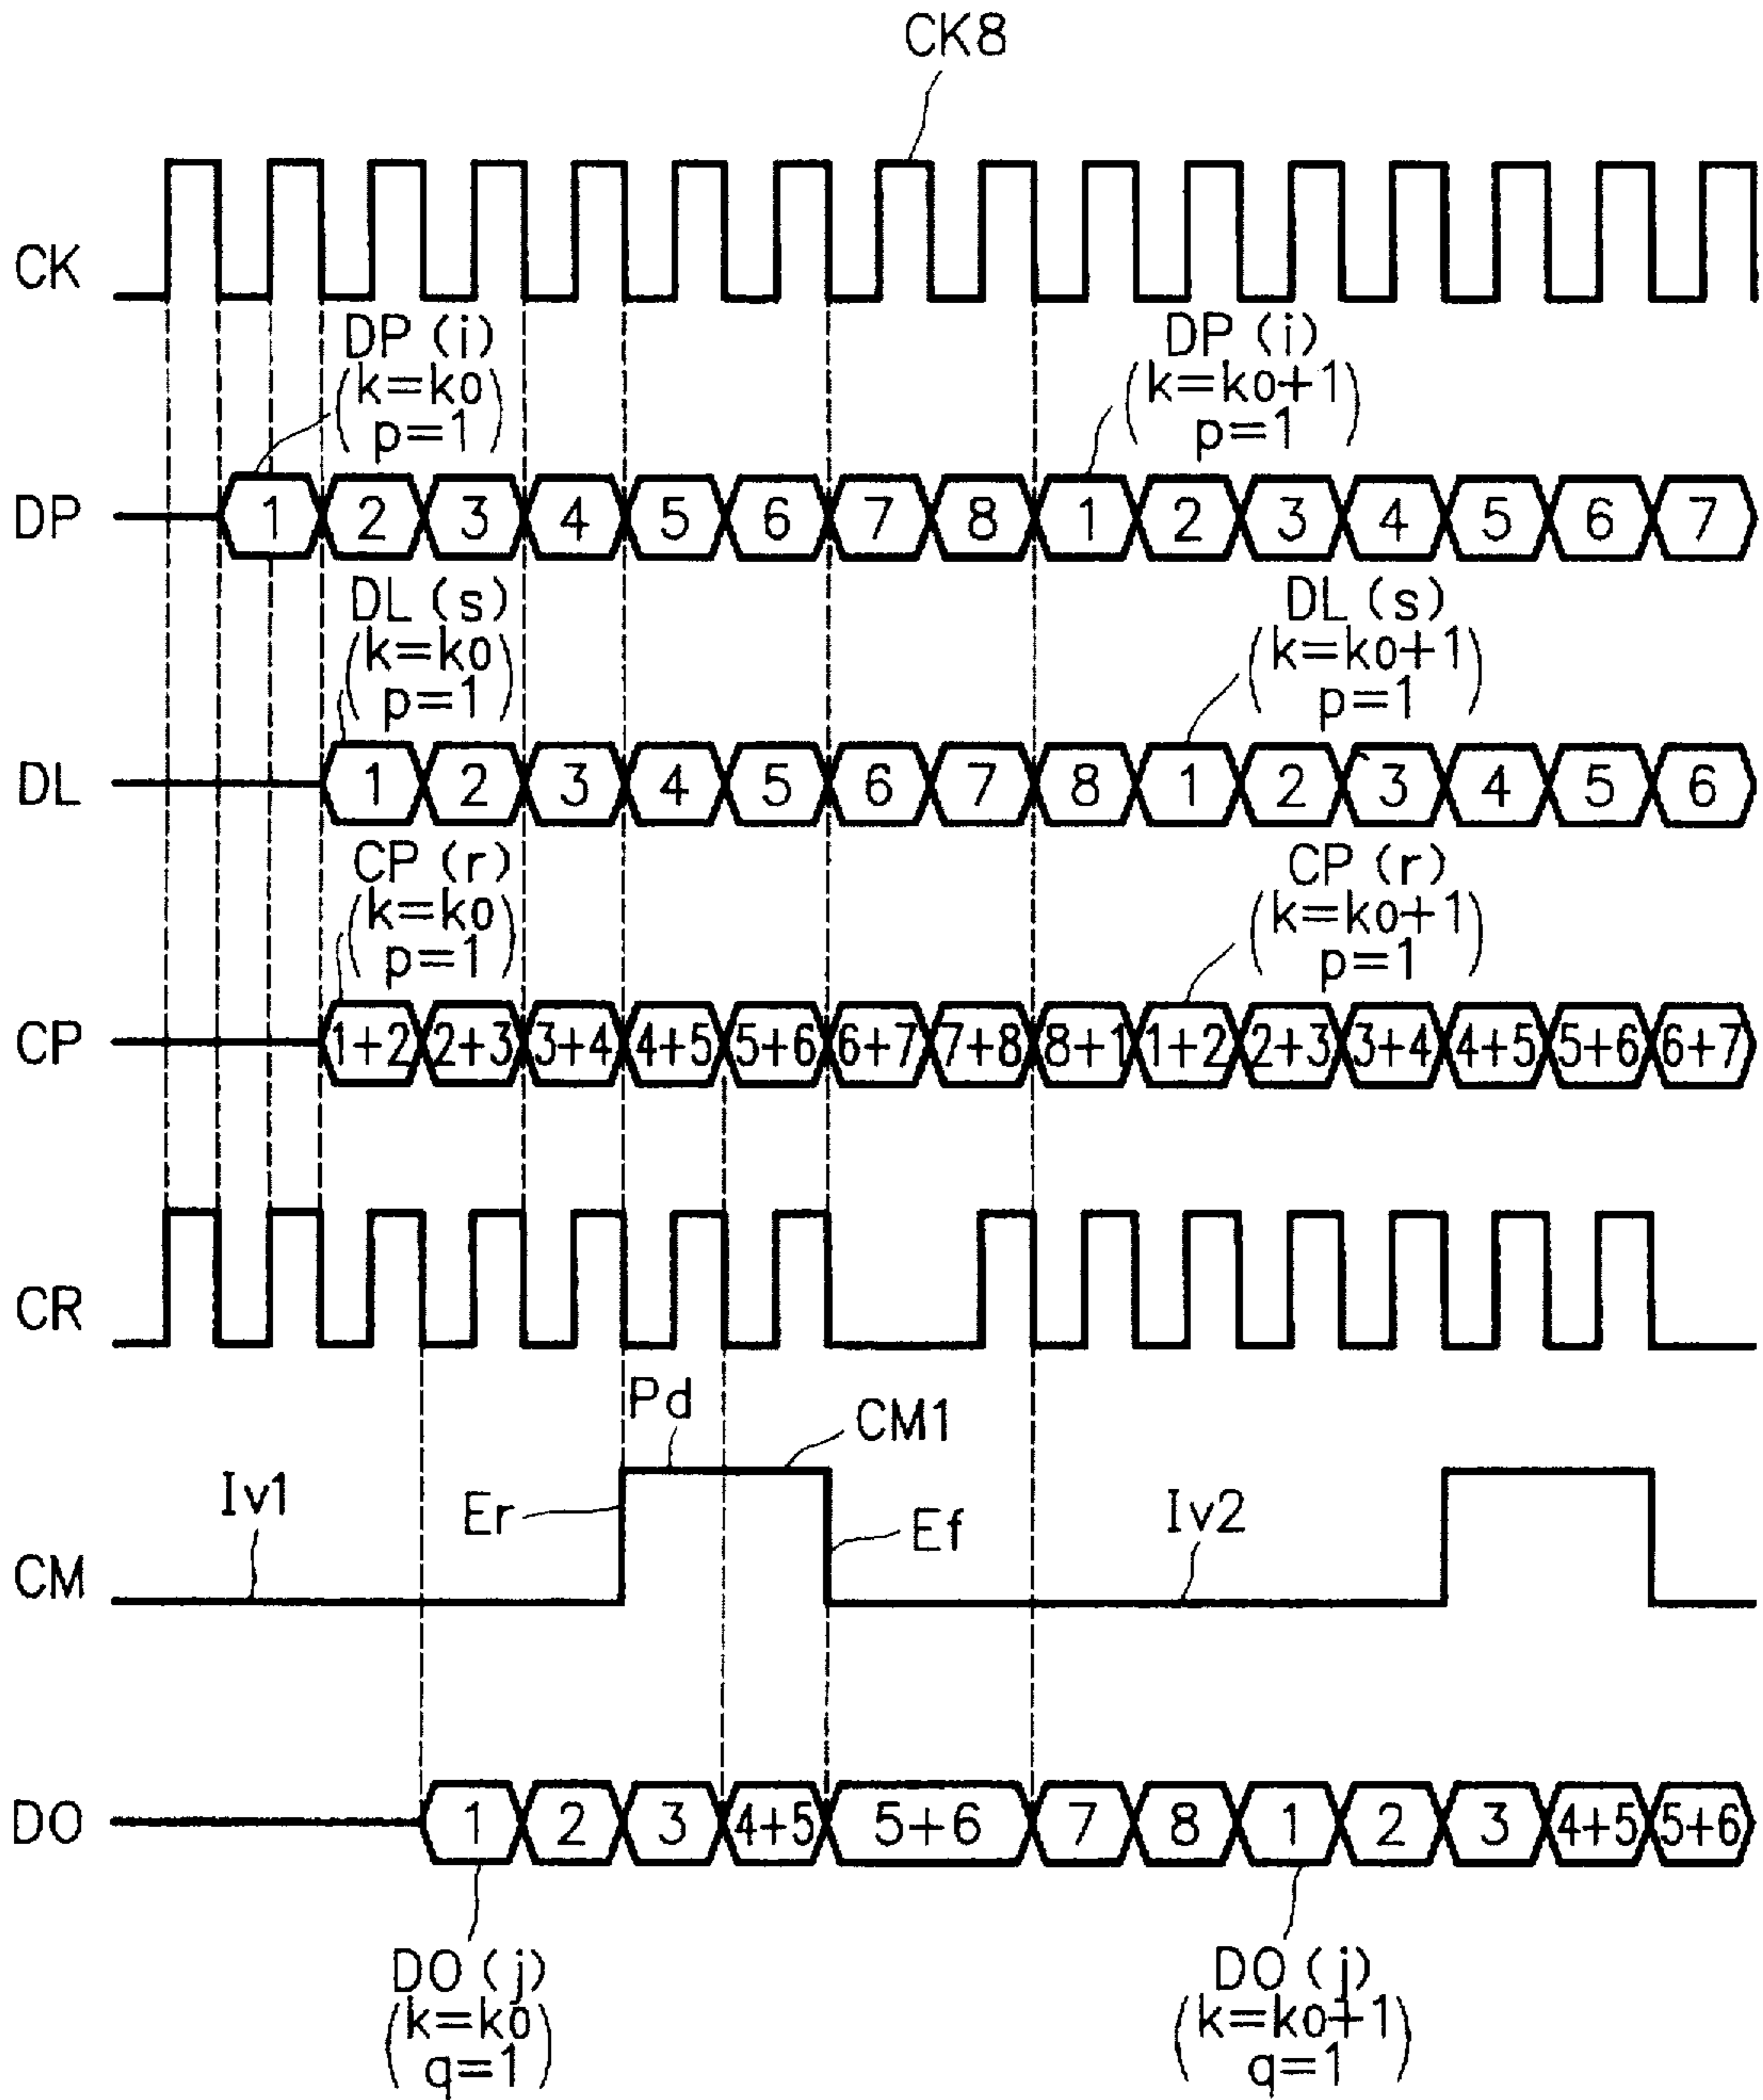 CK8
CK
DP (i)
(k=k0
p=1)
DP (i)
(k=k0+1
p=1)
DP 1 2 3 4 5 6 7 8 1 2 3 4 5 6 7
DL (s)
(k=k0
p=1)
DL (s)
(k=k0+1
p=1)
DL 1 2 3 4 5 6 7 8 1 2 3 4 5 6
CP (r)
(k=k0
p=1)
CP (r)
(k=k0+1
p=1)
CP 1+2 2+3 3+4 4+5 5+6 6+7 7+8 8+1 1+2 2+3 3+4 4+5 5+6 6+7
CR
Pd
CM1
Iv1
Er
Ef
Iv2
CM
DO 1 2 3 4+5 5+6 7 8 1 2 3 4+5 5+6
DO (j)
(k=k0
q=1)
DO (j)
(k=k0+1
q=1)